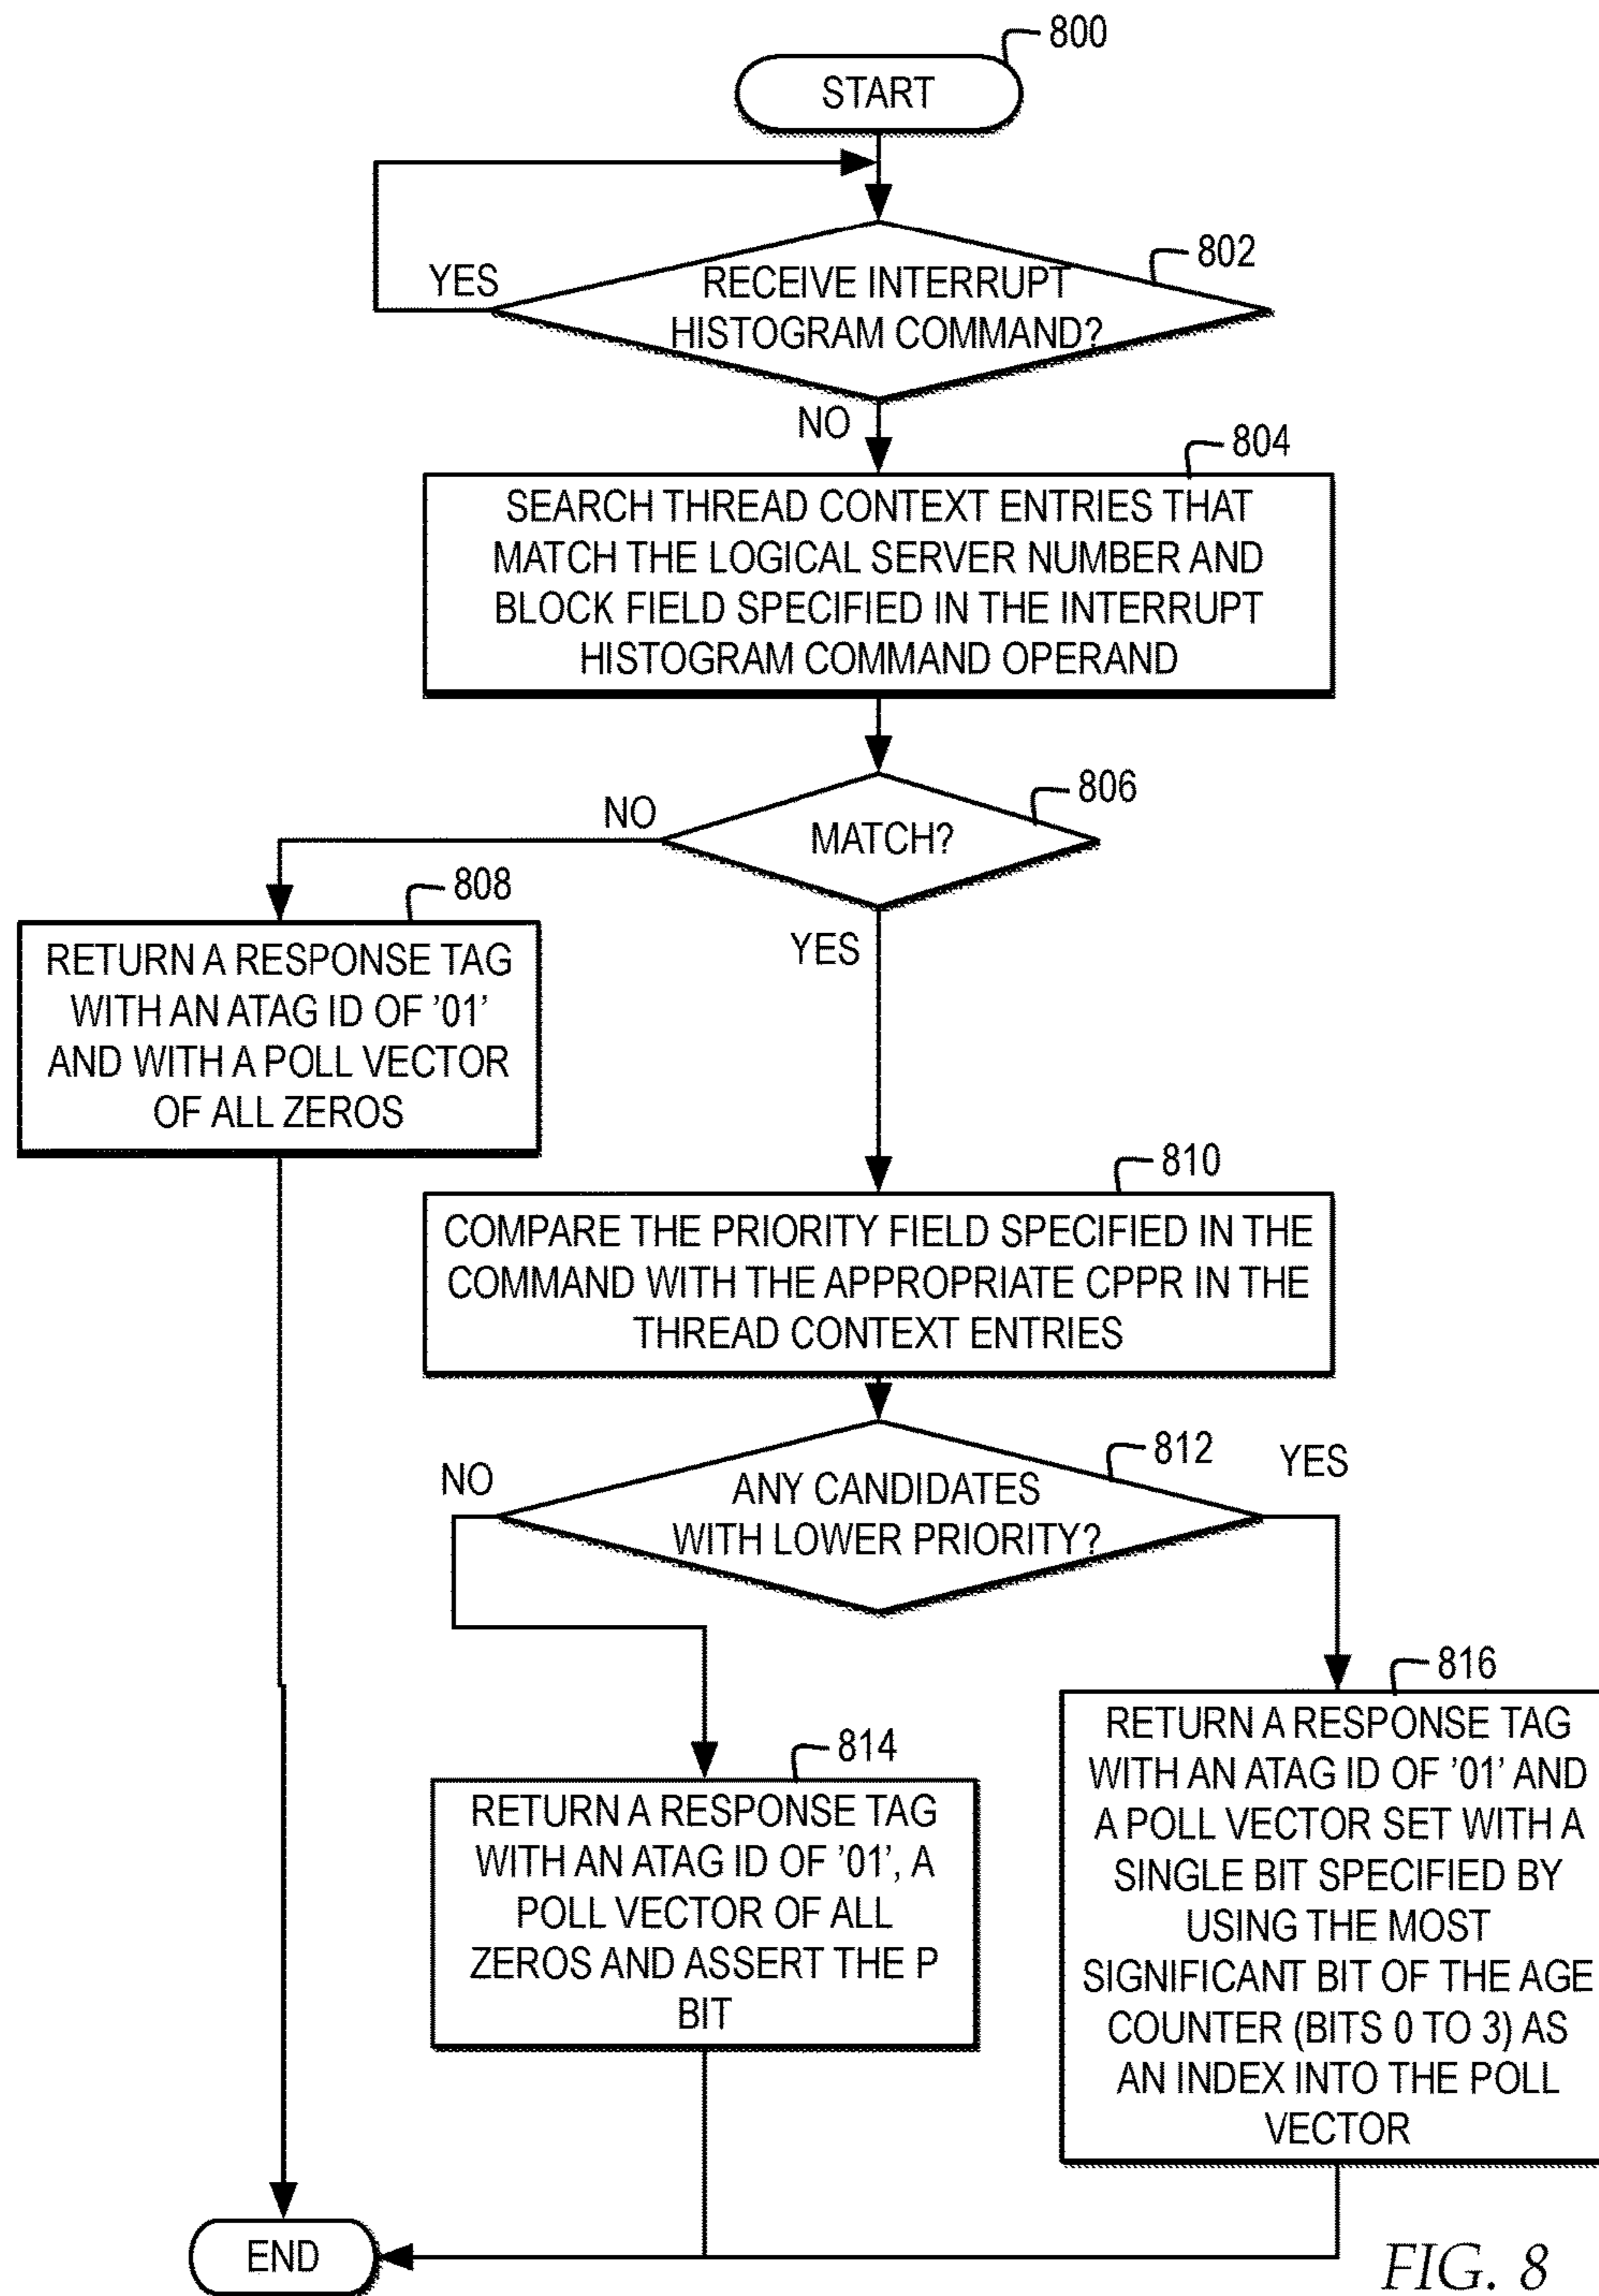 800
START
802
YES
RECEIVE INTERRUPT
HISTOGRAM COMMAND?
NO
804
SEARCH THREAD CONTEXT ENTRIES THAT
MATCH THE LOGICAL SERVER NUMBER AND
BLOCK FIELD SPECIFIED IN THE INTERRUPT
HISTOGRAM COMMAND OPERAND
806
NO
MATCH?
808
YES
RETURN A RESPONSE TAG
WITH AN ATAG ID OF '01'
AND WITH A POLL VECTOR
OF ALL ZEROS
810
COMPARE THE PRIORITY FIELD SPECIFIED IN THE
COMMAND WITH THE APPROPRIATE CPPR IN THE
THREAD CONTEXT ENTRIES
812
NO
YES
ANY CANDIDATES
WITH LOWER PRIORITY?
814
RETURN A RESPONSE TAG
WITH AN ATAG ID OF '01', A
POLL VECTOR OF ALL
ZEROS AND ASSERT THE P
BIT
816
RETURN A RESPONSE TAG
WITH AN ATAG ID OF '01' AND
A POLL VECTOR SET WITH A
SINGLE BIT SPECIFIED BY
USING THE MOST
SIGNIFICANT BIT OF THE AGE
COUNTER (BITS 0 TO 3) AS
AN INDEX INTO THE POLL
VECTOR
END
FIG. 8